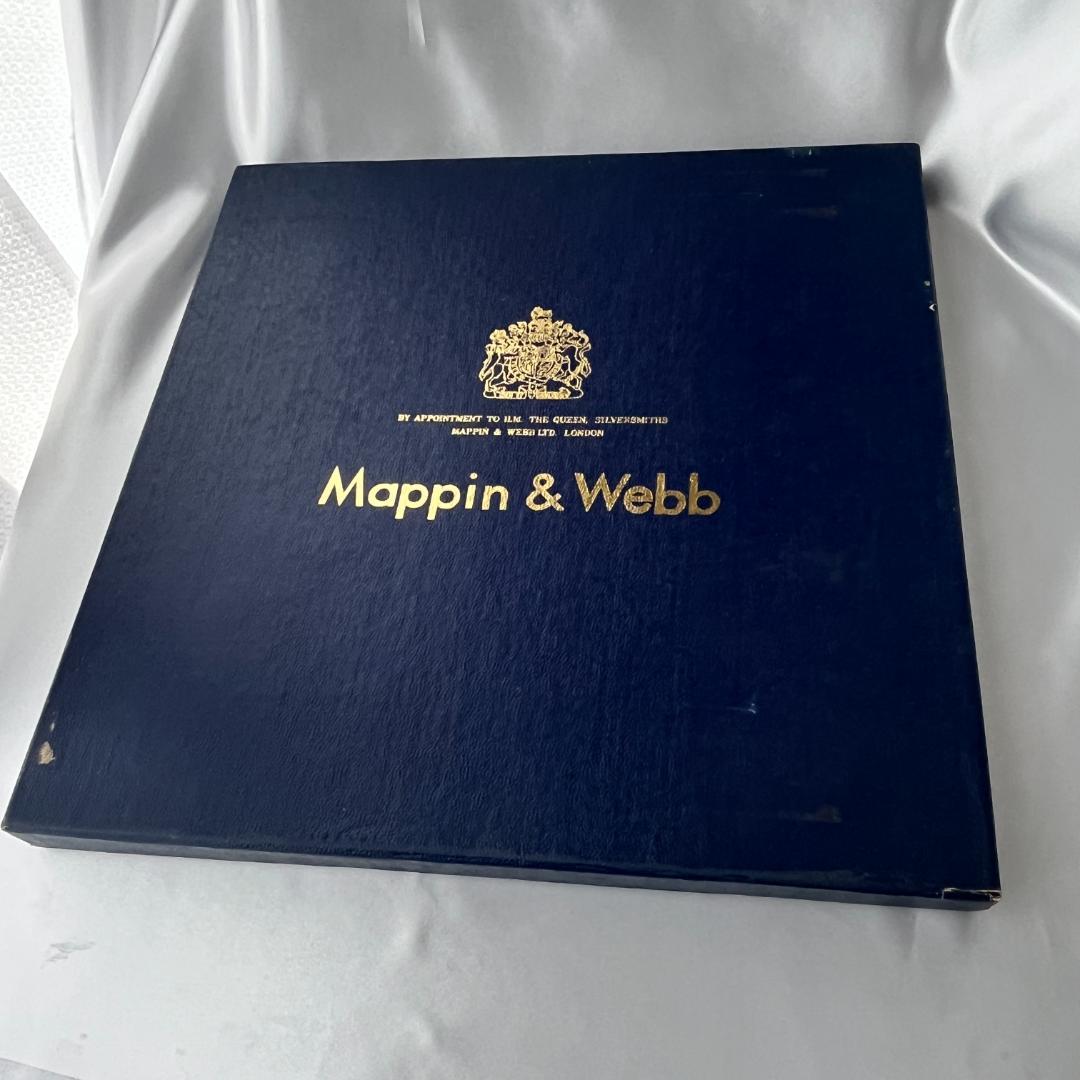 BY APPOINTMENT TO H.M. THE QUEEN, SILVERSMITHS
MAPPIN & WEBB LTD. LONDON
Mappin & Webb